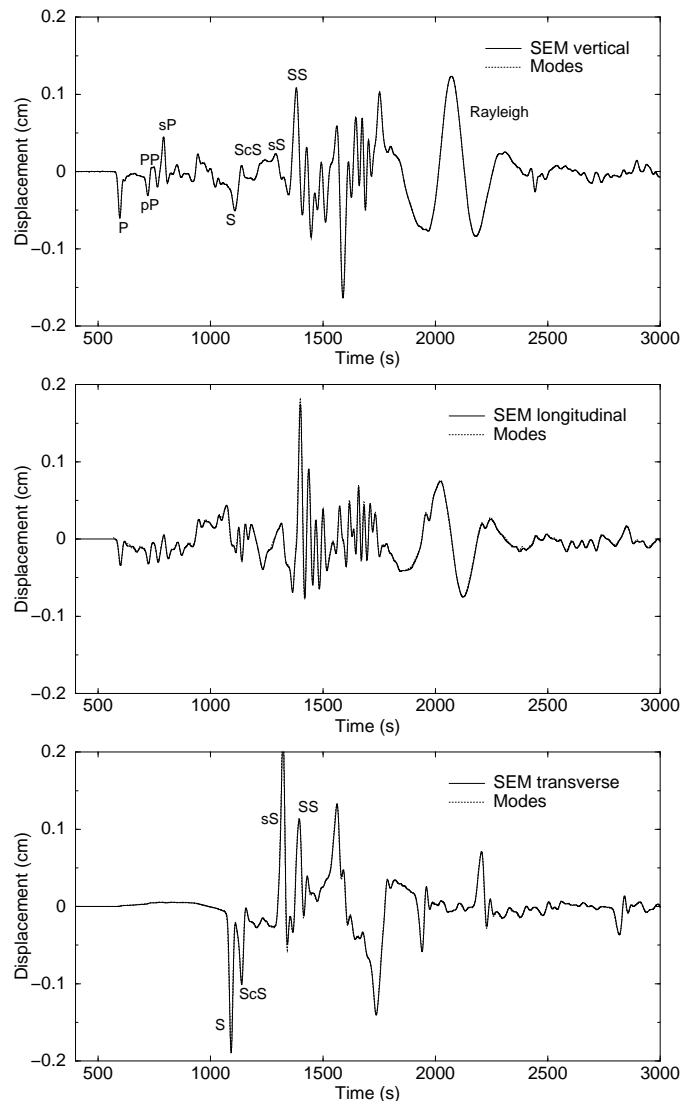 0.2
0.1
0
−0.1
−0.2
Displacement (cm)
SEM vertical
Modes
SS
sP
Rayleigh
ScS
sS
PP
pP
P
S
500 1000 1500 2000 2500 3000
Time (s)
0.2
0.1
0
−0.1
−0.2
Displacement (cm)
SEM longitudinal
Modes
500 1000 1500 2000 2500 3000
Time (s)
0.2
0.1
0
−0.1
−0.2
Displacement (cm)
SEM transverse
Modes
sS
SS
ScS
S
500 1000 1500 2000 2500 3000
Time (s)